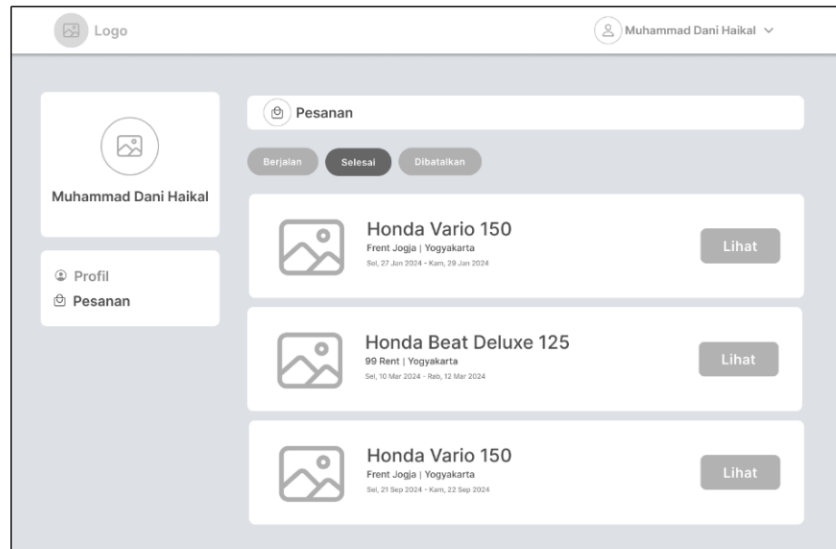 Logo
Muhammad Dani Haikal
Muhammad Dani Haikal
Profil
Pesanan
Pesanan
Berjalan Selesai Dibatalkan
Honda Vario 150
Frent Jogja | Yogyakarta
Sel, 27 Jan 2024 - Kam, 29 Jan 2024
Lihat
Honda Beat Deluxe 125
99 Rent | Yogyakarta
Sel, 10 Mar 2024 - Rab, 12 Mar 2024
Lihat
Honda Vario 150
Frent Jogja | Yogyakarta
Sel, 21 Sep 2024 - Kam, 22 Sep 2024
Lihat